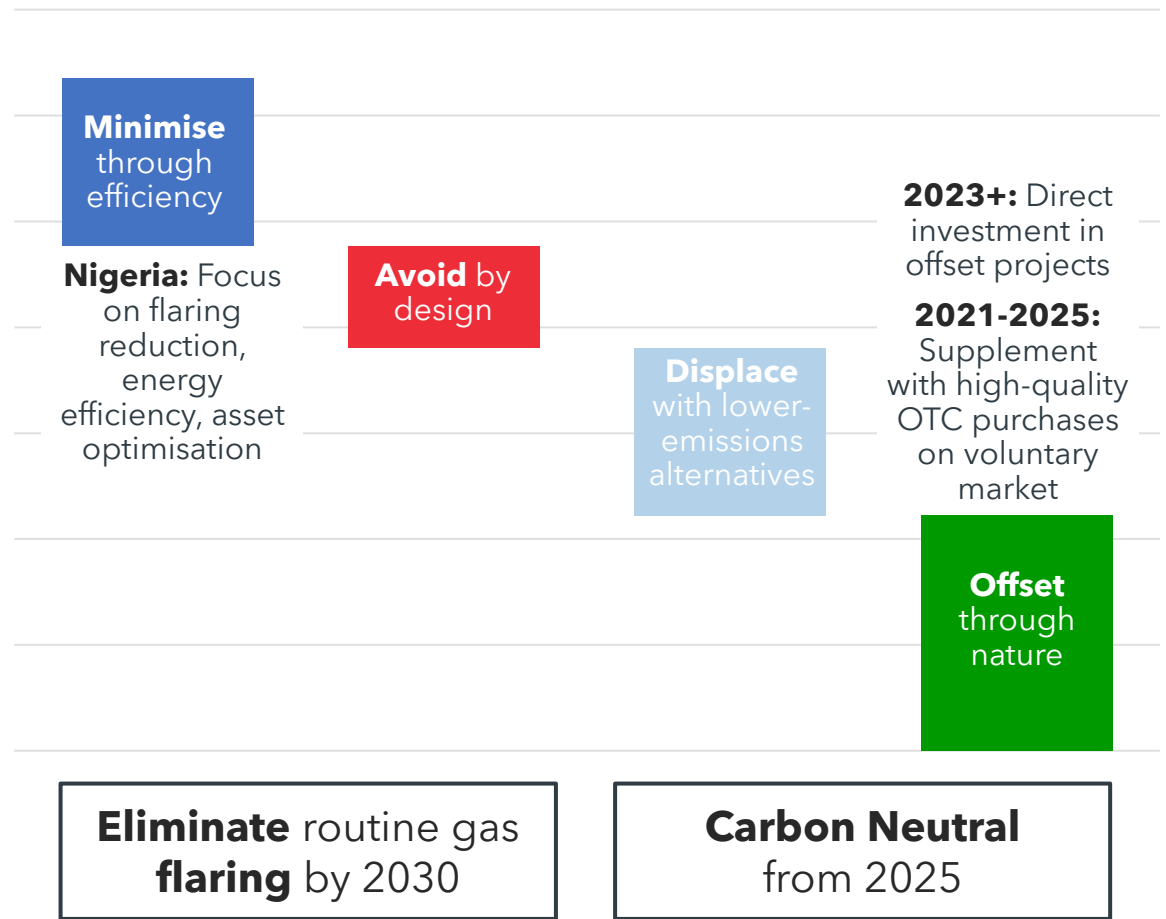 Minimise
through
efficiency
Nigeria: Focus
on flaring
reduction,
energy
efficiency, asset
optimisation
Avoid by
design
Displace
with lower-
emissions
alternatives
2023+: Direct
investment in
offset projects
2021-2025:
Supplement
with high-quality
OTC purchases
on voluntary
market
Offset
through
nature
Eliminate routine gas
flaring by 2030
Carbon Neutral
from 2025